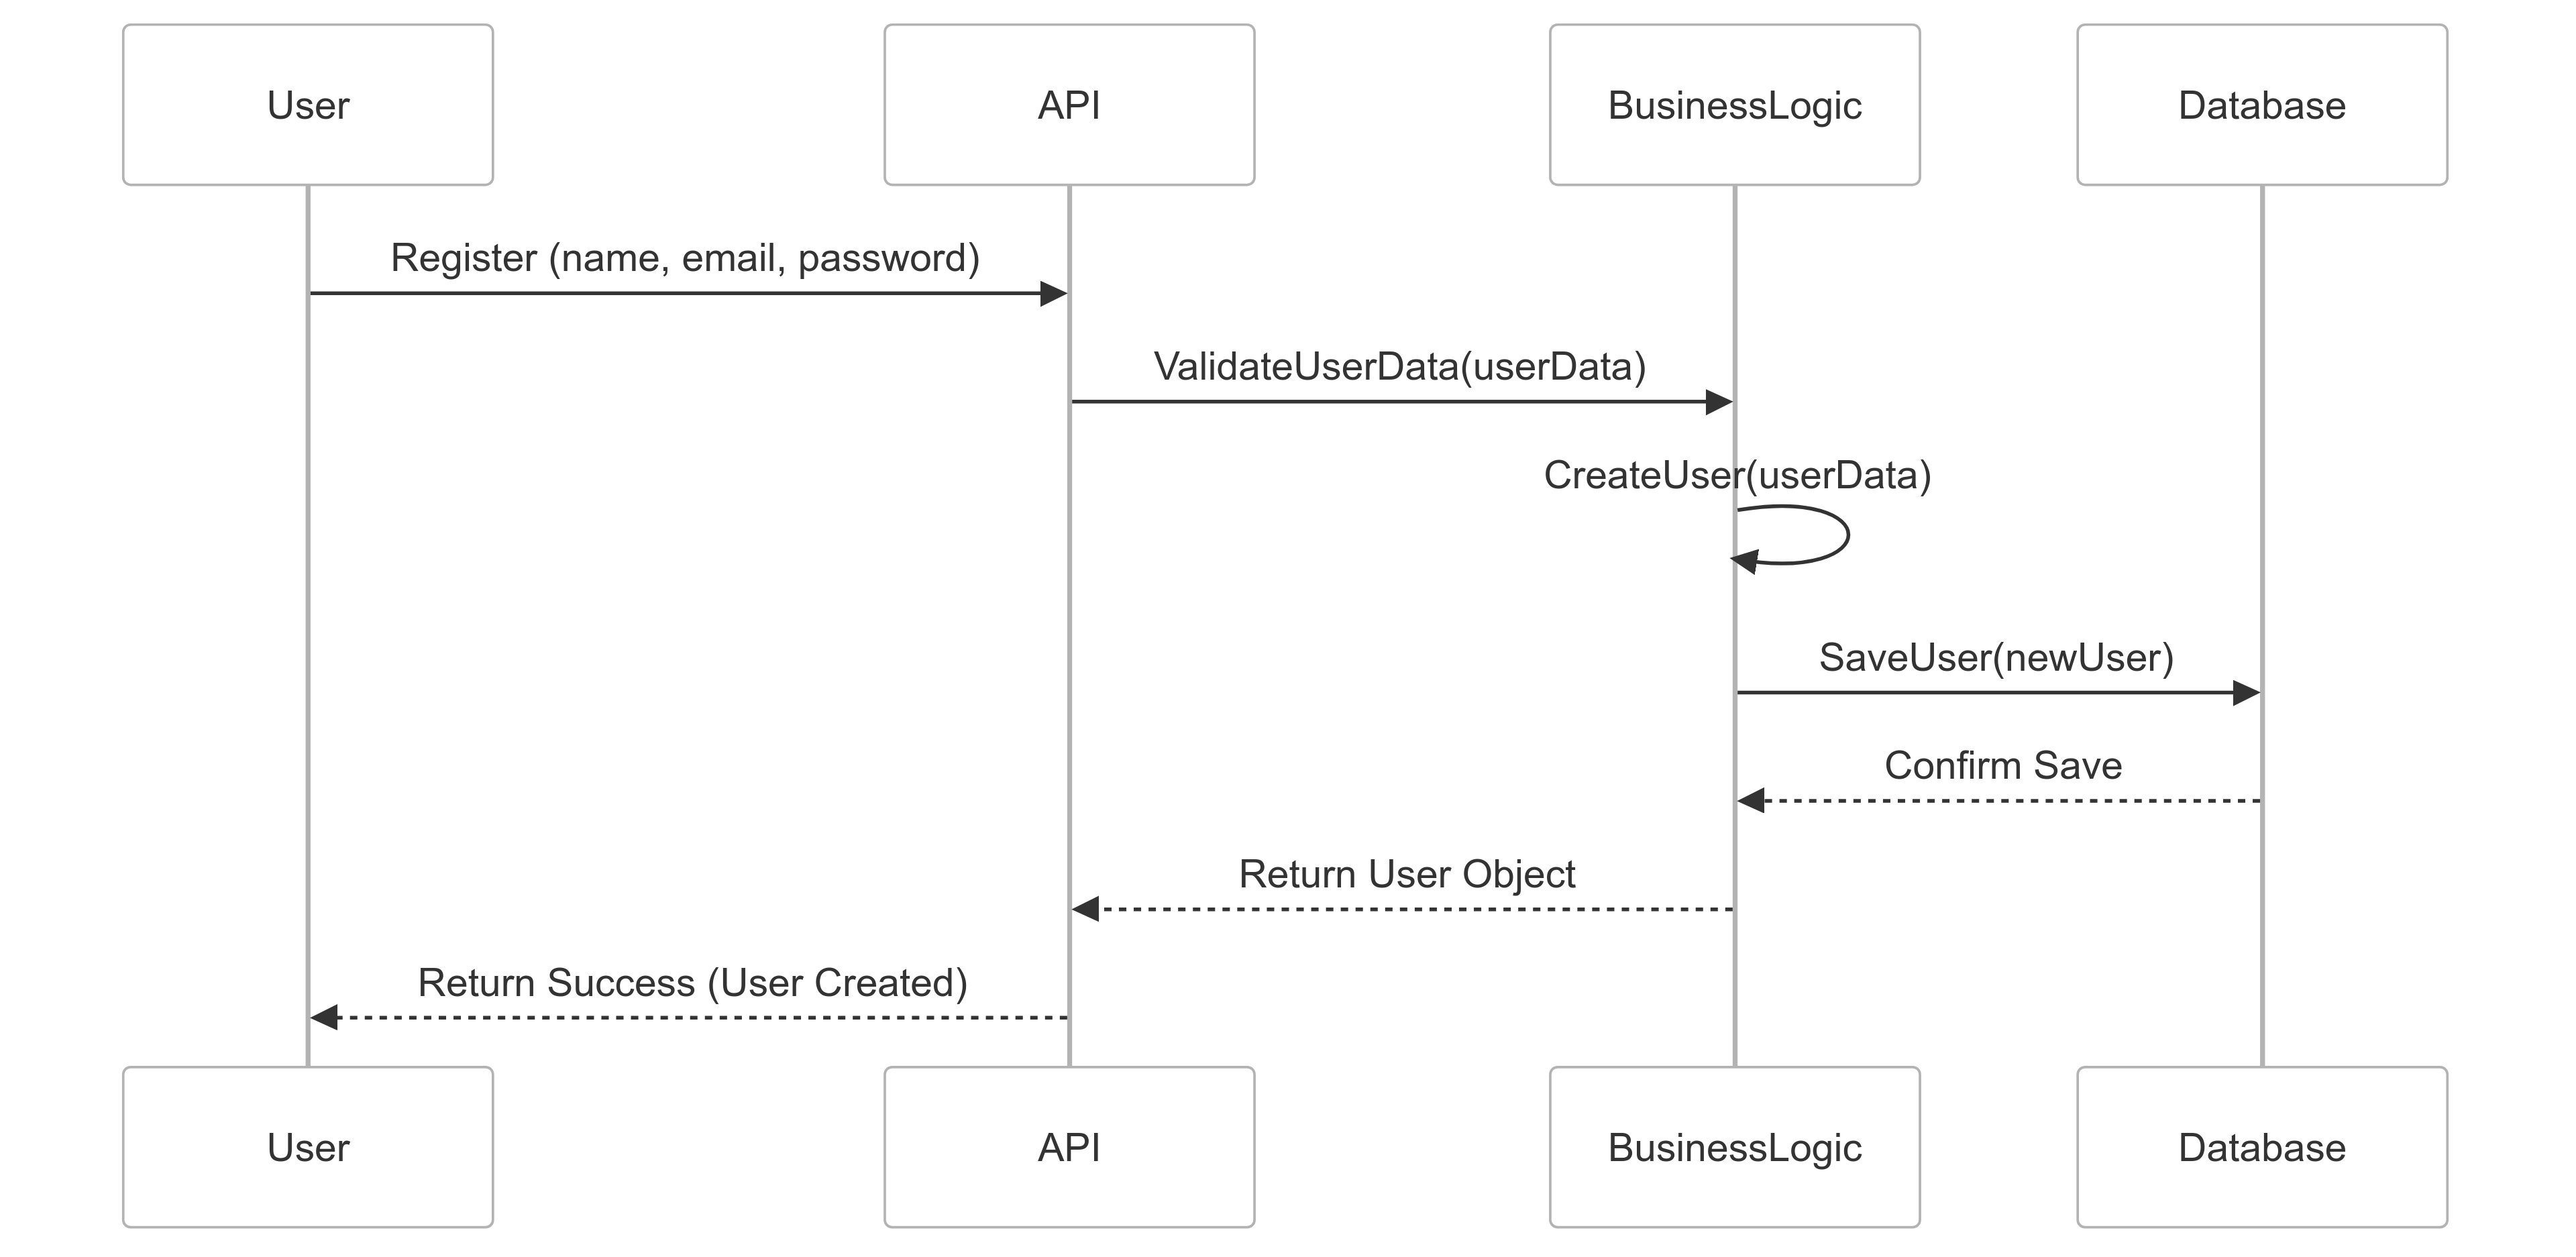 User
API
BusinessLogic
Database
Register (name, email, password)
ValidateUserData(userData)
CreateUser(userData)
SaveUser(newUser)
Confirm Save
Return User Object
Return Success (User Created)
User
API
BusinessLogic
Database